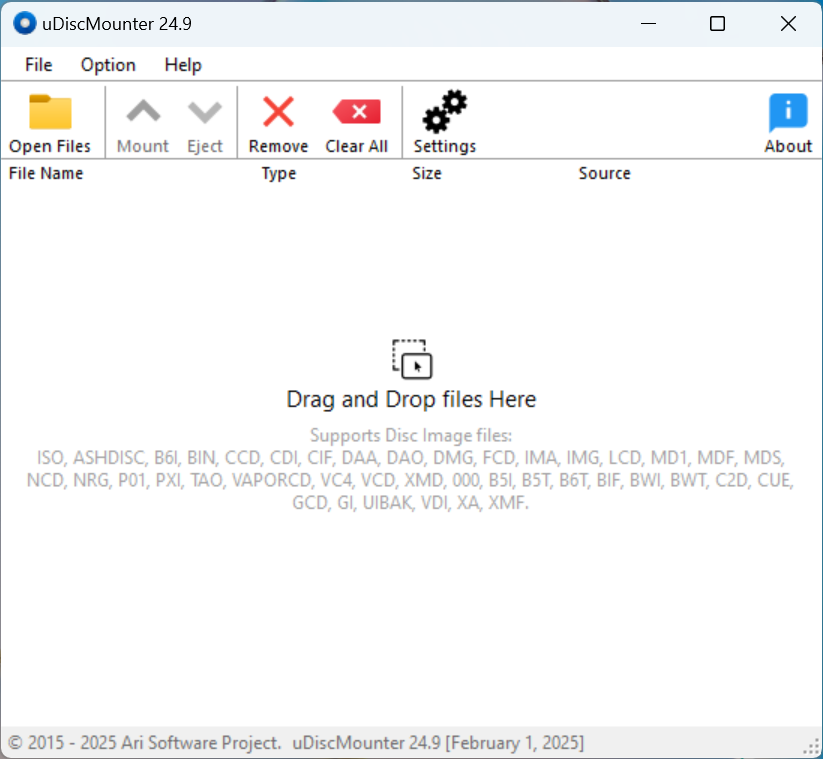 uDiscMounter 24.9
File Option Help
Open Files Mount Eject Remove Clear All Settings About
File Name Type Size Source
Drag and Drop files Here
Supports Disc Image files:
ISO, ASHDISC, B6I, BIN, CCD, CDI, CIF, DAA, DAO, DMG, FCD, IMA, IMG, LCD, MD1, MDF, MDS,
NCD, NRG, P01, PXI, TAO, VAPORCD, VC4, VCD, XMD, 000, B5I, B5T, B6T, BIF, BWI, BWT, C2D, CUE,
GCD, GI, UIBAK, VDI, XA, XMF.
© 2015 - 2025 Ari Software Project. uDiscMounter 24.9 [February 1, 2025]